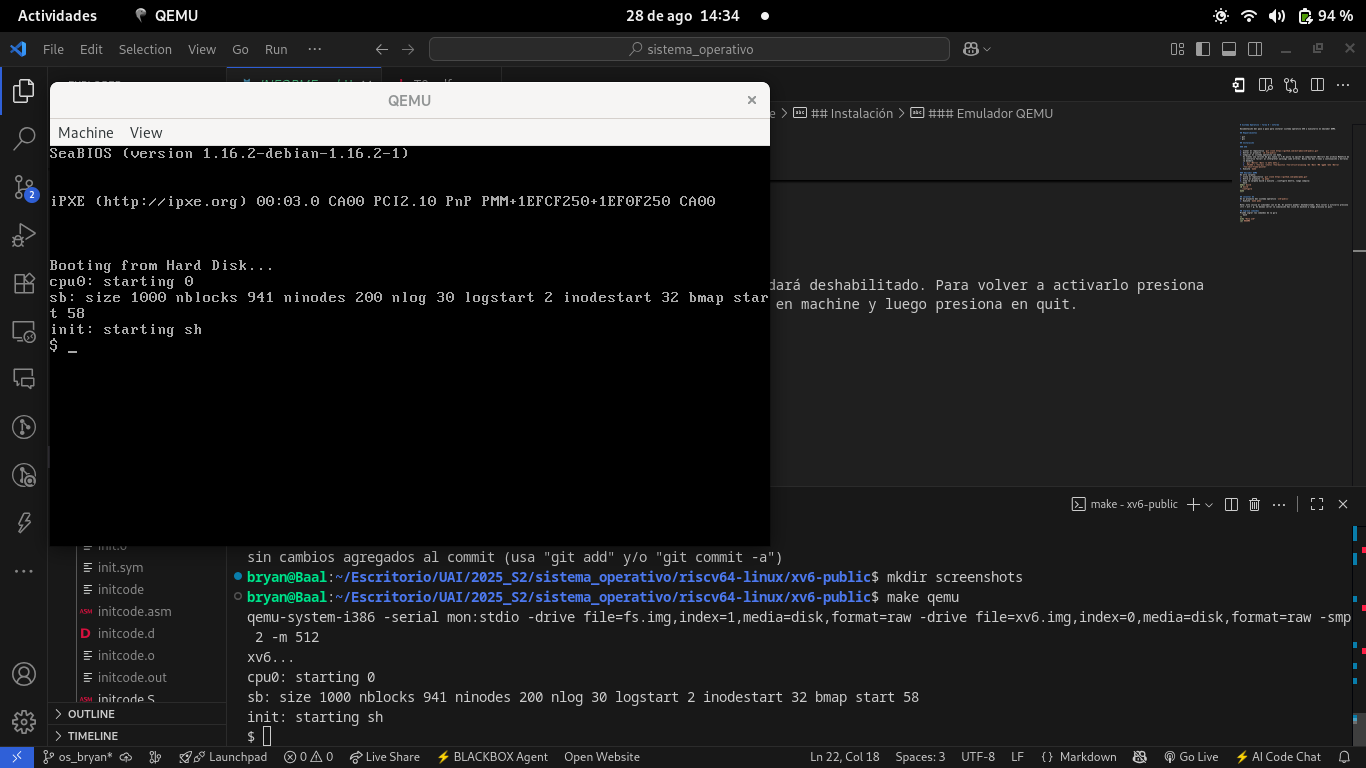 Actividades QEMU 28 de ago 14:34 94 %
File Edit Selection View Go Run ··· sistema_operativo
QEMU
Machine View
SeaBIOS (version 1.16.2-debian-1.16.2-1)
iPXE (http://ipxe.org) 00:03.0 CA00 PCI2.10 PnP PMM+1EFCF250+1EF0F250 CA00
Booting from Hard Disk...
cpu0: starting 0
sb: size 1000 nblocks 941 ninodes 200 nlog 30 logstart 2 inodestart 32 bmap star
t 58
init: starting sh
$ _
## Instalación > ### Emulador QEMU
dará deshabilitado. Para volver a activarlo presiona
en machine y luego presiona en quit.
make - xv6-public
init.o
init.sym
initcode
initcode.asm
initcode.d
initcode.o
initcode.out
initcode.S
OUTLINE
TIMELINE
sin cambios agregados al commit (usa "git add" y/o "git commit -a")
bryan@Baal:~/Escritorio/UAI/2025_S2/sistema_operativo/riscv64-linux/xv6-public$ mkdir screenshots
bryan@Baal:~/Escritorio/UAI/2025_S2/sistema_operativo/riscv64-linux/xv6-public$ make qemu
qemu-system-i386 -serial mon:stdio -drive file=fs.img,index=1,media=disk,format=raw -drive file=xv6.img,index=0,media=disk,format=raw -smp
2 -m 512
xv6...
cpu0: starting 0
sb: size 1000 nblocks 941 ninodes 200 nlog 30 logstart 2 inodestart 32 bmap start 58
init: starting sh
$
os_bryan* Launchpad 0 0 Live Share BLACKBOX Agent Open Website Ln 22, Col 18 Spaces: 3 UTF-8 LF {} Markdown Go Live AI Code Chat